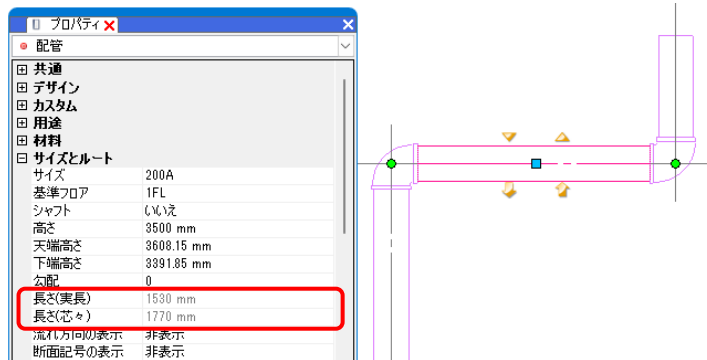 プロパティ
配管
共通
デザイン
カスタム
用途
材料
サイズとルート
サイズ 200A
基準フロア 1FL
シャフト いいえ
高さ 3500 mm
天端高さ 3608.15 mm
下端高さ 3391.85 mm
勾配 0
長さ(実長) 1530 mm
長さ(芯々) 1770 mm
流れ方向の表示 非表示
断面記号の表示 非表示